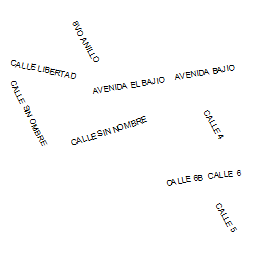 8VO ANILLO
CALLE LIBERTAD
AVENIDA EL BAJIO
AVENIDA BAJIO
CALLE SIN OMBRE
CALLE SIN NOMBRE
CALLE 4
CALLE 6B
CALLE 6
CALLE 5